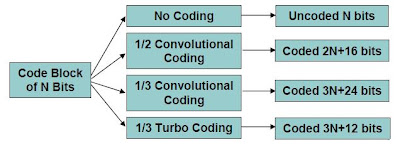 No Coding
Uncoded N bits
1/2 Convolutional
Coding
Coded 2N+16 bits
Code Block
of N Bits
1/3 Convolutional
Coding
Coded 3N+24 bits
1/3 Turbo Coding
Coded 3N+12 bits